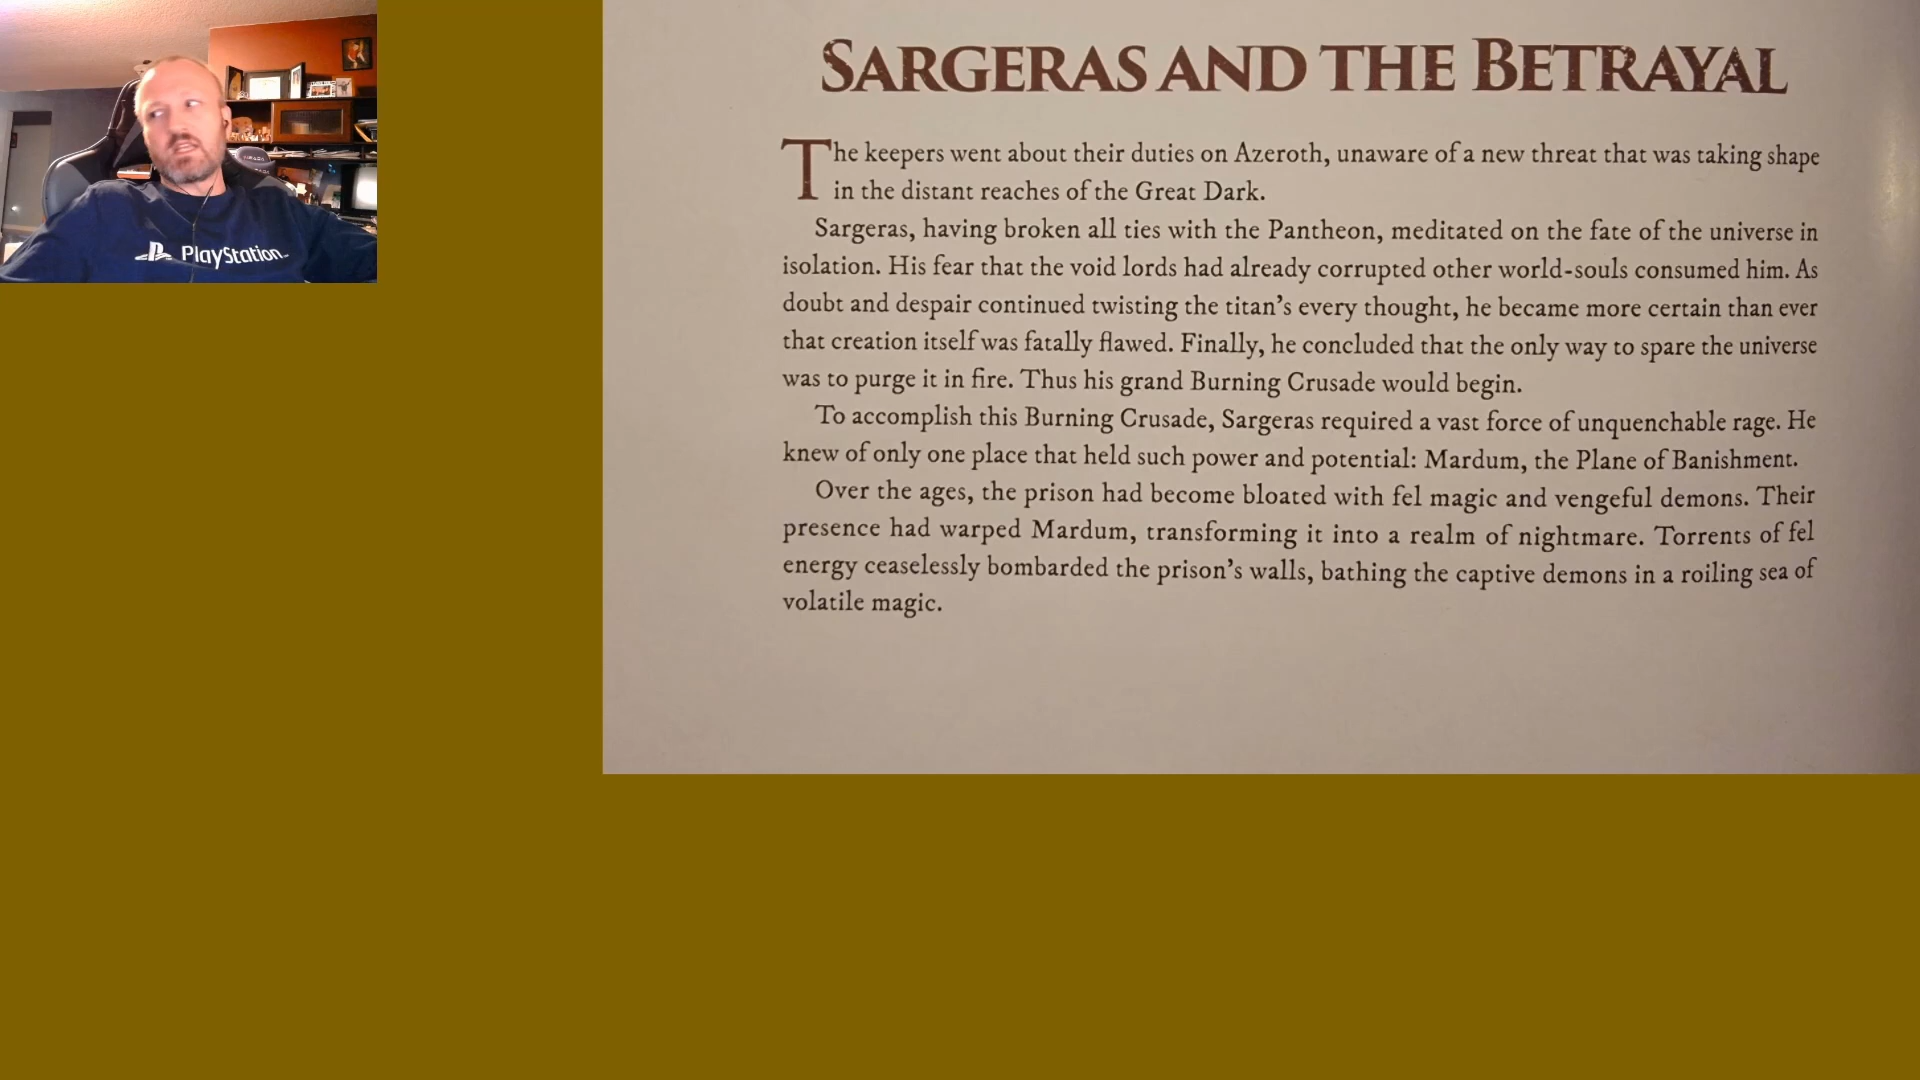 PlayStation
SARGERAS AND THE BETRAYAL
The keepers went about their duties on Azeroth, unaware of a new threat that was taking shape
in the distant reaches of the Great Dark.
Sargeras, having broken all ties with the Pantheon, meditated on the fate of the universe in
isolation. His fear that the void lords had already corrupted other world-souls consumed him. As
doubt and despair continued twisting the titan’s every thought, he became more certain than ever
that creation itself was fatally flawed. Finally, he concluded that the only way to spare the universe
was to purge it in fire. Thus his grand Burning Crusade would begin.
To accomplish this Burning Crusade, Sargeras required a vast force of unquenchable rage. He
knew of only one place that held such power and potential: Mardum, the Plane of Banishment.
Over the ages, the prison had become bloated with fel magic and vengeful demons. Their
presence had warped Mardum, transforming it into a realm of nightmare. Torrents of fel
energy ceaselessly bombarded the prison’s walls, bathing the captive demons in a roiling sea of
volatile magic.